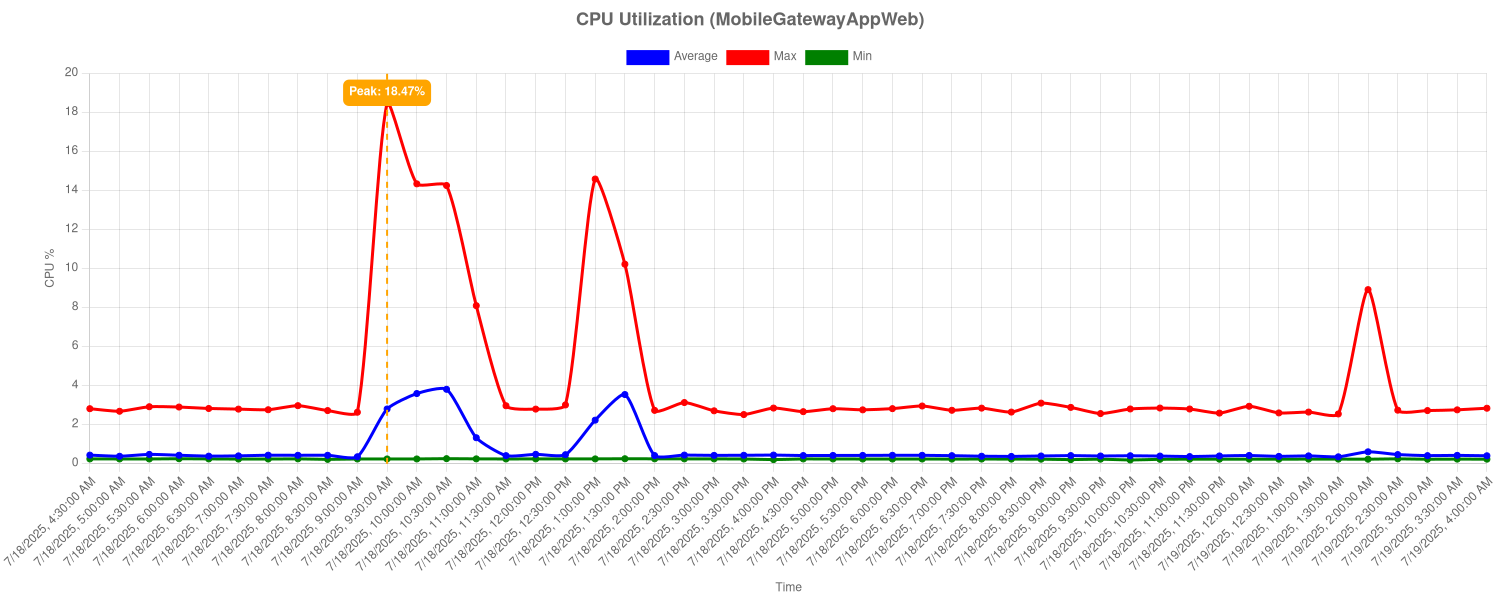 CPU Utilization (MobileGatewayAppWeb)
Average
Max
Min
Peak: 18.47%
20
18
16
14
12
10
8
6
4
2
0
CPU %
7/18/2025, 4:30:00 AM
7/18/2025, 5:00:00 AM
7/18/2025, 5:30:00 AM
7/18/2025, 6:00:00 AM
7/18/2025, 6:30:00 AM
7/18/2025, 7:00:00 AM
7/18/2025, 7:30:00 AM
7/18/2025, 8:00:00 AM
7/18/2025, 8:30:00 AM
7/18/2025, 9:00:00 AM
7/18/2025, 9:30:00 AM
7/18/2025, 10:00:00 AM
7/18/2025, 10:30:00 AM
7/18/2025, 11:00:00 AM
7/18/2025, 11:30:00 AM
7/18/2025, 12:00:00 PM
7/18/2025, 12:30:00 PM
7/18/2025, 1:00:00 PM
7/18/2025, 1:30:00 PM
7/18/2025, 2:00:00 PM
7/18/2025, 2:30:00 PM
7/18/2025, 3:00:00 PM
7/18/2025, 3:30:00 PM
7/18/2025, 4:00:00 PM
7/18/2025, 4:30:00 PM
7/18/2025, 5:00:00 PM
7/18/2025, 5:30:00 PM
7/18/2025, 6:00:00 PM
7/18/2025, 6:30:00 PM
7/18/2025, 7:00:00 PM
7/18/2025, 7:30:00 PM
7/18/2025, 8:00:00 PM
7/18/2025, 8:30:00 PM
7/18/2025, 9:00:00 PM
7/18/2025, 9:30:00 PM
7/18/2025, 10:00:00 PM
7/18/2025, 10:30:00 PM
7/18/2025, 11:00:00 PM
7/18/2025, 11:30:00 PM
7/19/2025, 12:00:00 AM
7/19/2025, 12:30:00 AM
7/19/2025, 1:00:00 AM
7/19/2025, 1:30:00 AM
7/19/2025, 2:00:00 AM
7/19/2025, 2:30:00 AM
7/19/2025, 3:00:00 AM
7/19/2025, 3:30:00 AM
7/19/2025, 4:00:00 AM
Time